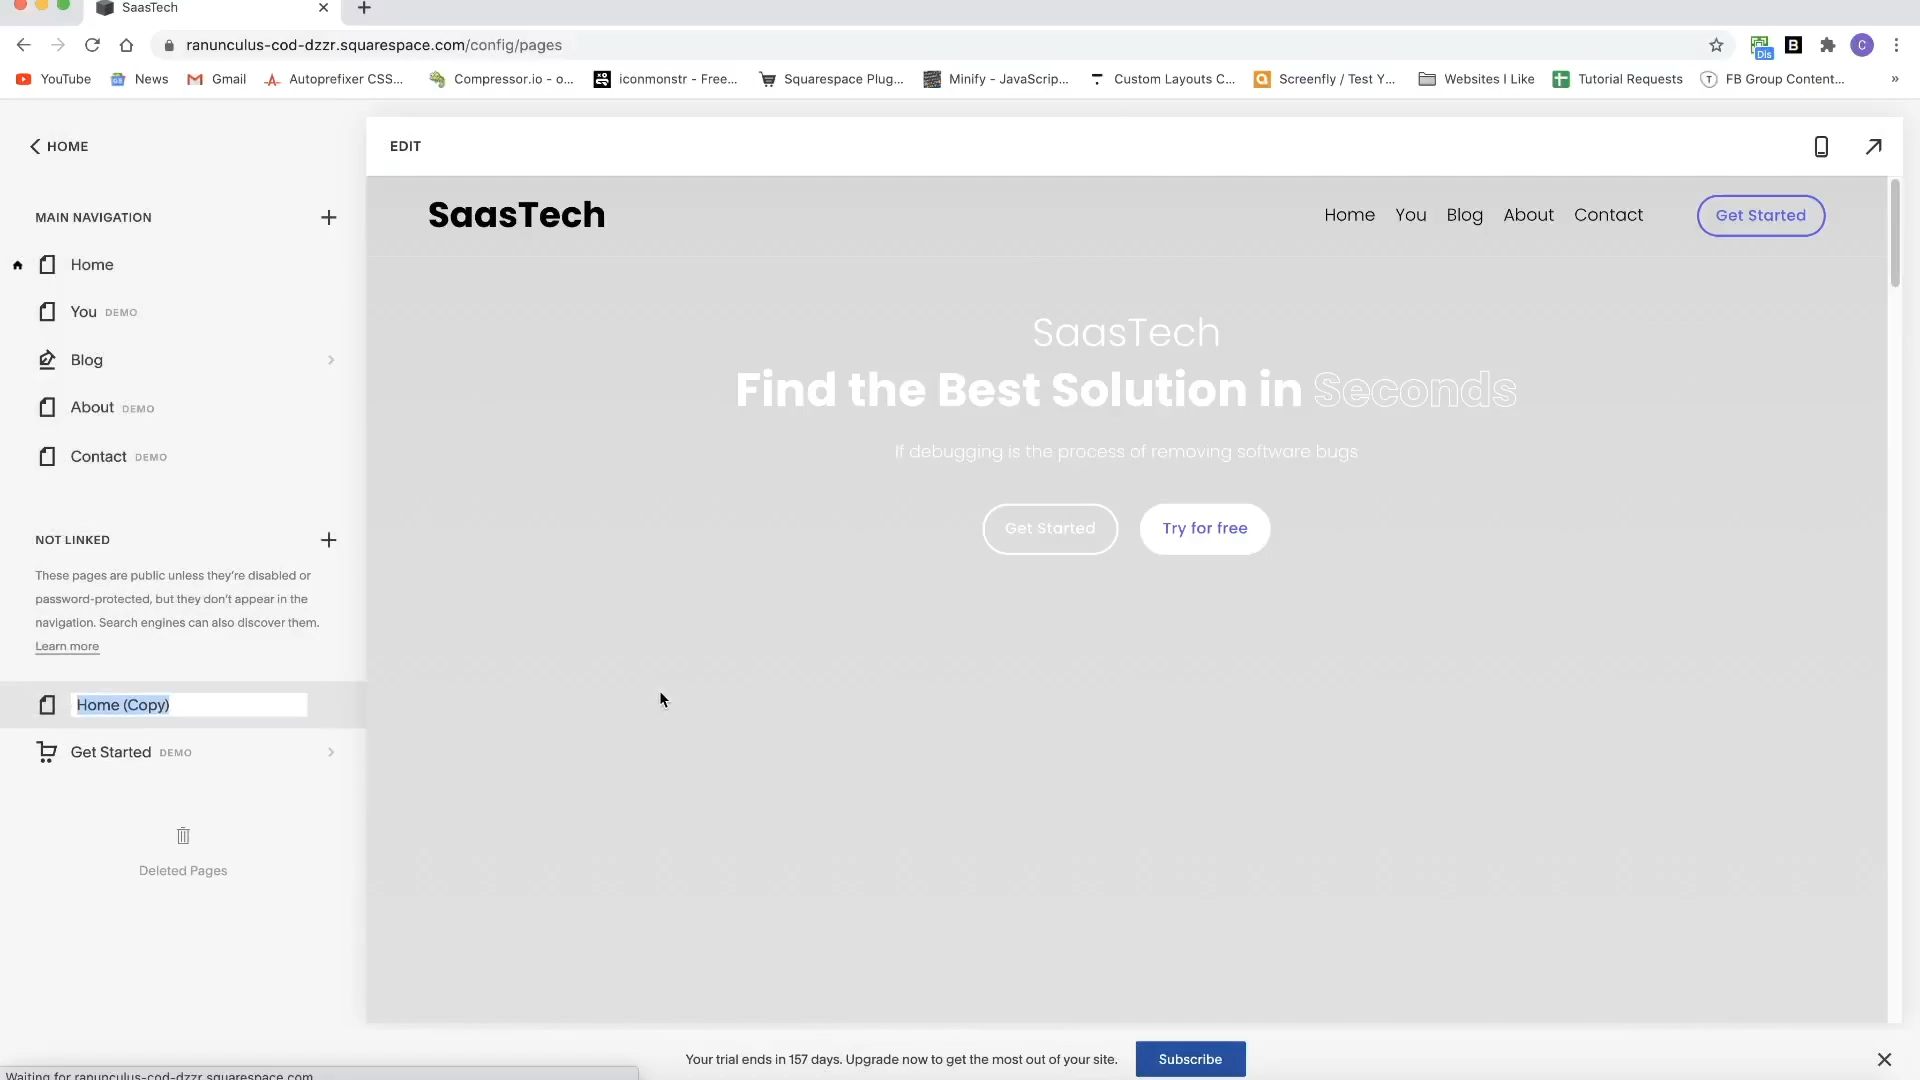 SaasTech
ranunculus-cod-dzzr.squarespace.com/config/pages
Dis
B
C
YouTube
News
Gmail
Autoprefixer CSS...
Compressor.io - o...
iconmonstr - Free...
Squarespace Plug...
Minify - JavaScrip...
Custom Layouts C...
Screenfly / Test Y...
Websites I Like
Tutorial Requests
FB Group Content...
»
HOME
EDIT
MAIN NAVIGATION
Home
You DEMO
Blog
About DEMO
Contact DEMO
NOT LINKED
These pages are public unless they're disabled or
password-protected, but they don't appear in the
navigation. Search engines can also discover them.
Learn more
Home (Copy)
Get Started DEMO
Deleted Pages
SaasTech
Home You Blog About Contact
Get Started
SaasTech
Find the Best Solution in Seconds
If debugging is the process of removing software bugs
Get Started
Try for free
Your trial ends in 157 days. Upgrade now to get the most out of your site.
Subscribe
Waiting for ranunculus-cod-dzzr.squarespace.com